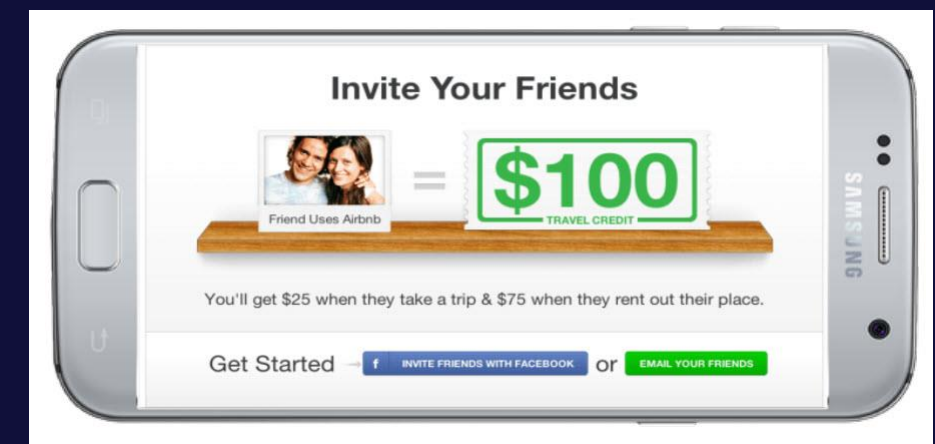 Invite Your Friends
Friend Uses Airbnb
=
$100
TRAVEL CREDIT
You'll get $25 when they take a trip & $75 when they rent out their place.
Get Started f INVITE FRIENDS WITH FACEBOOK or EMAIL YOUR FRIENDS
SAMSUNG